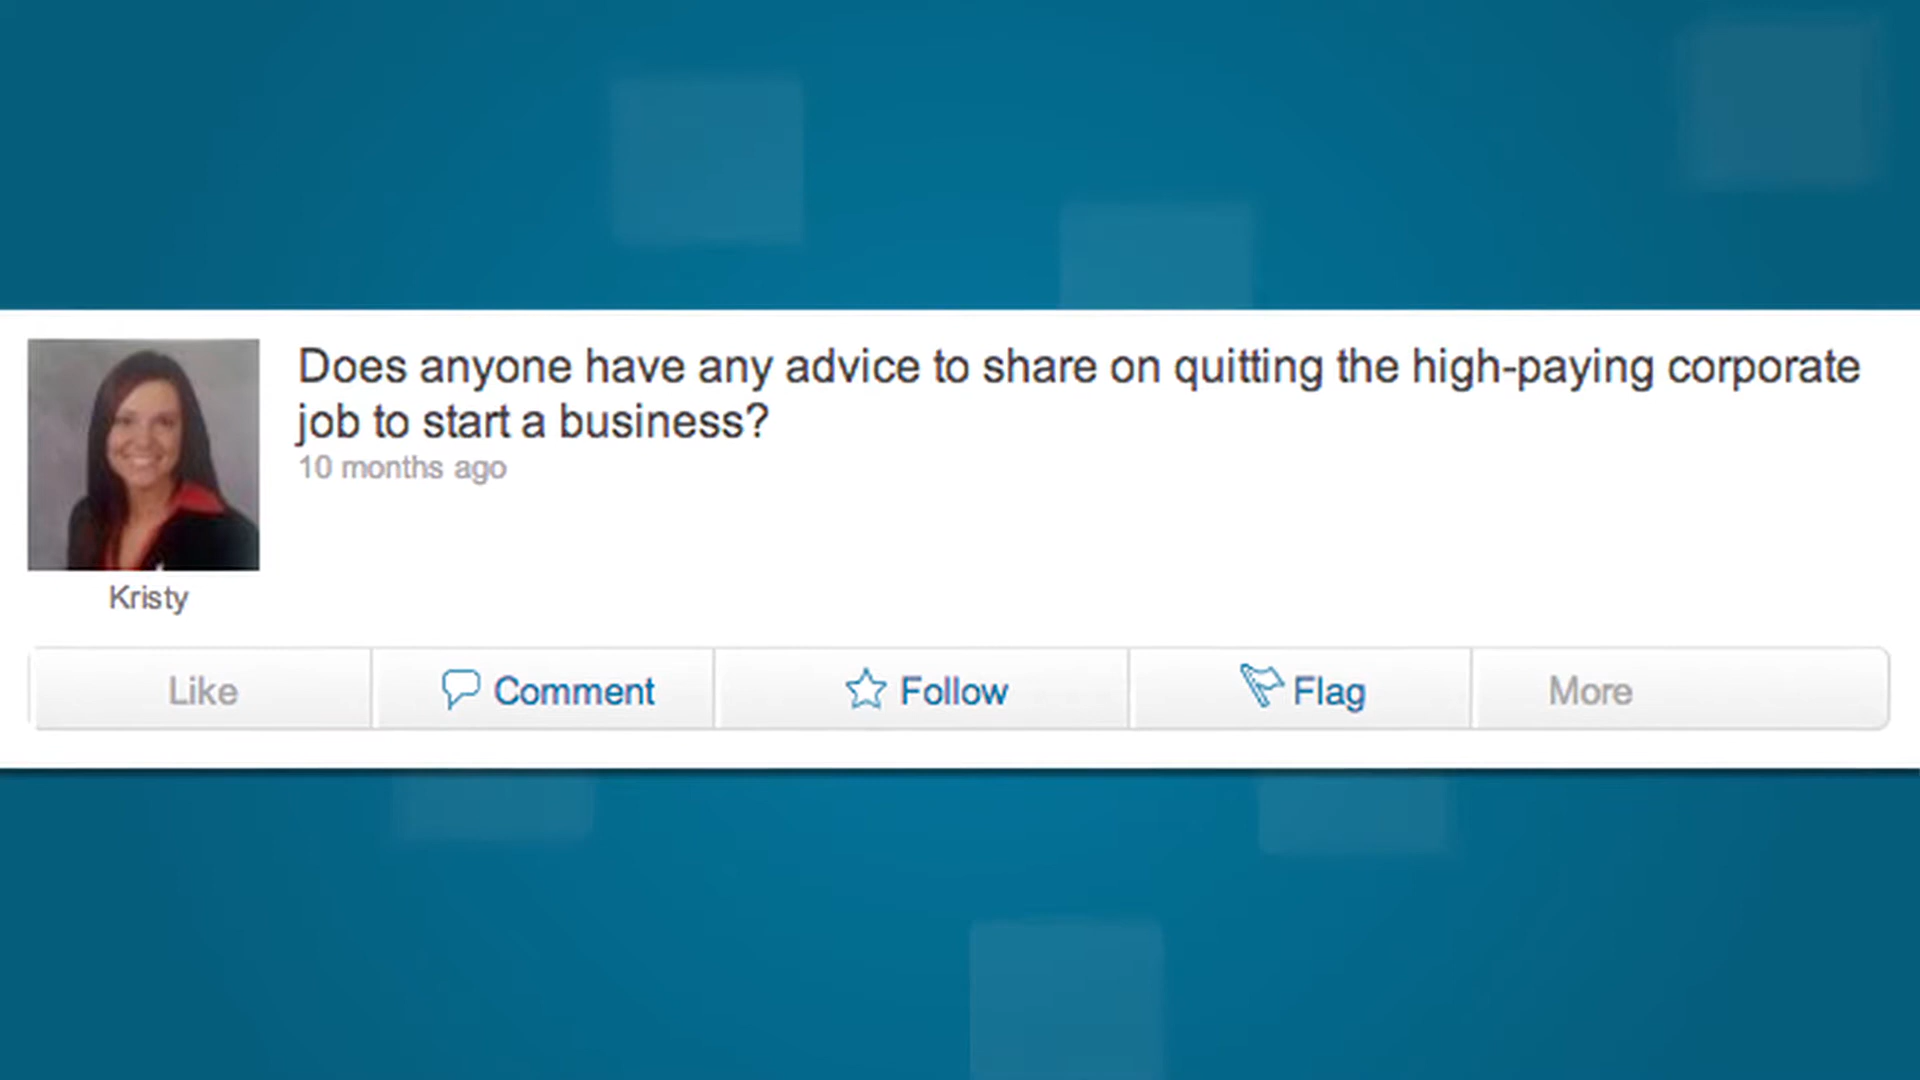 Does anyone have any advice to share on quitting the high-paying corporate
job to start a business?
10 months ago
Kristy
Like
Comment
Follow
Flag
More